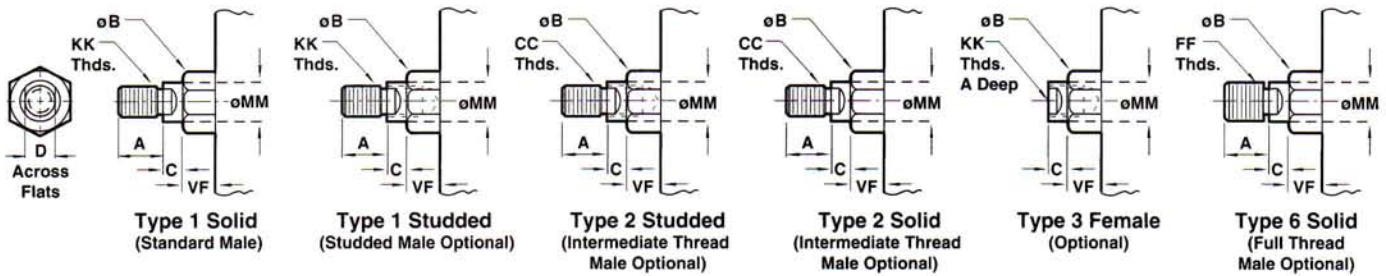 D
Across
Flats
øB
KK
Thds.
øMM
A
C
VF
Type 1 Solid
(Standard Male)
øB
KK
Thds.
øMM
A
C
VF
Type 1 Studded
(Studded Male Optional)
øB
CC
Thds.
øMM
A
C
VF
Type 2 Studded
(Intermediate Thread
Male Optional)
øB
CC
Thds.
øMM
A
C
VF
Type 2 Solid
(Intermediate Thread
Male Optional)
øB
KK
Thds.
A Deep
øMM
C
VF
Type 3 Female
(Optional)
øB
FF
Thds.
øMM
A
C
VF
Type 6 Solid
(Full Thread
Male Optional)